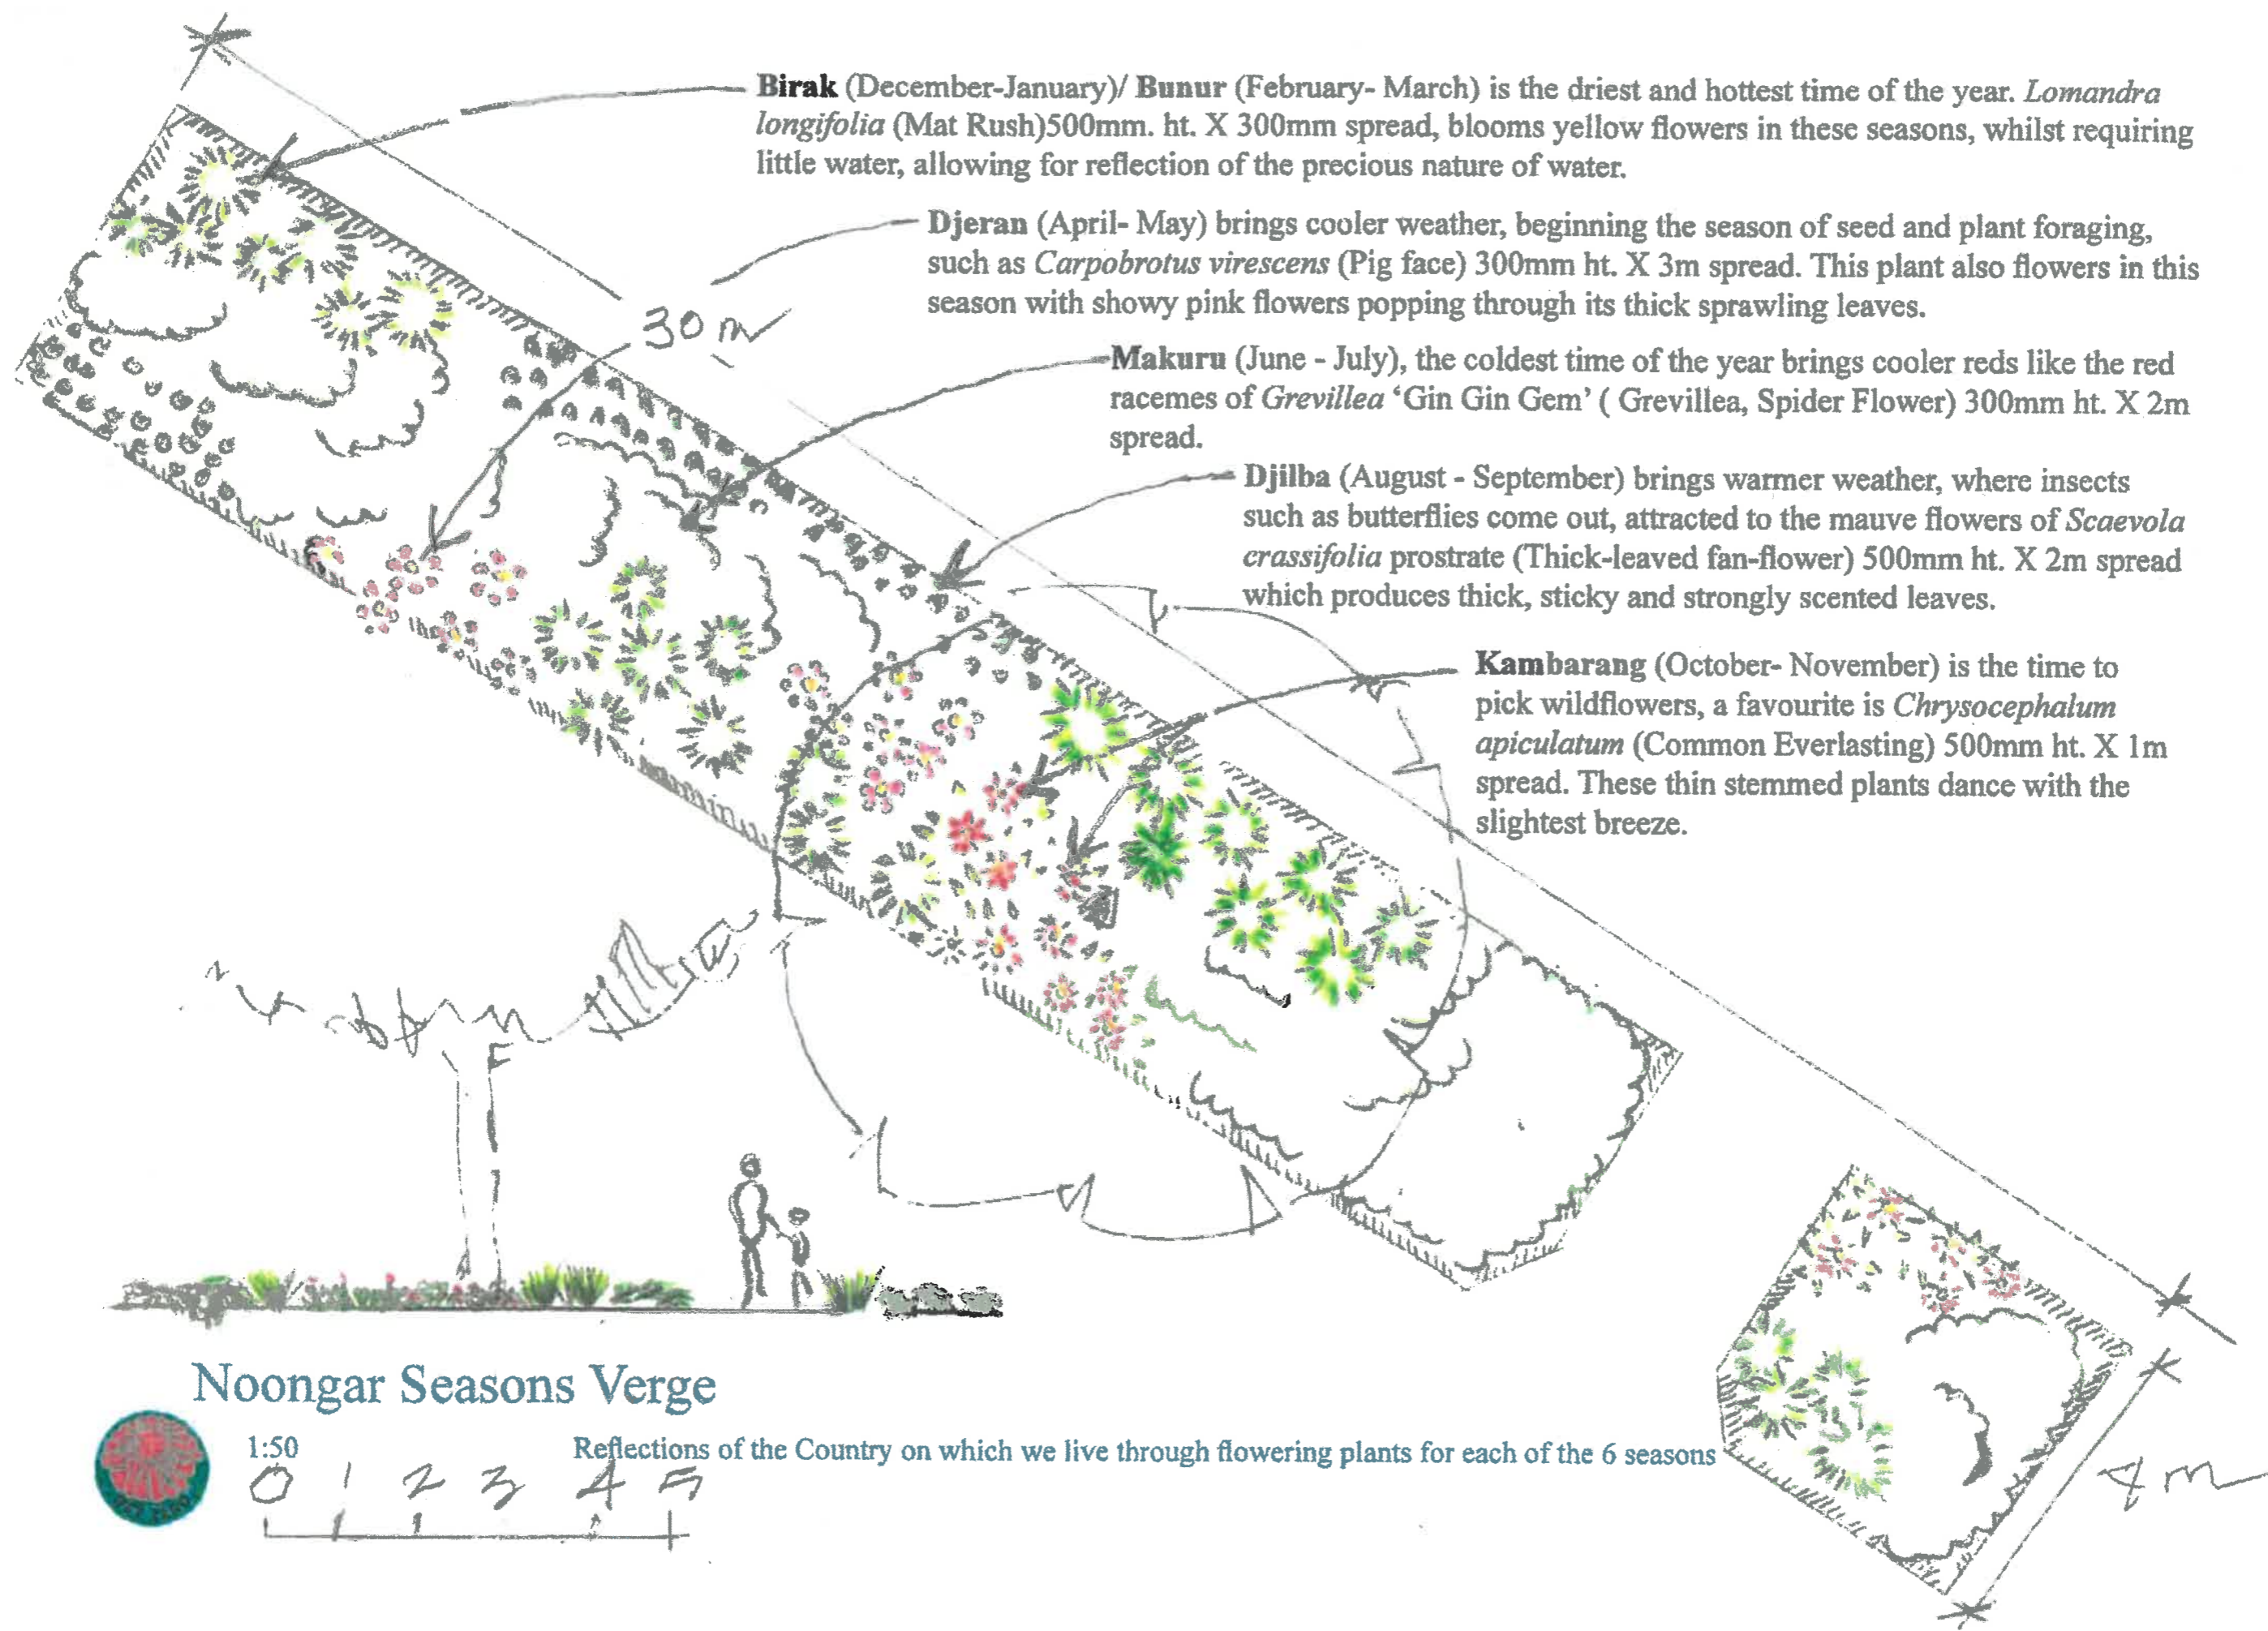 Birak (December-January)/ Bunur (February- March) is the driest and hottest time of the year. Lomandra
longifolia (Mat Rush)500mm. ht. X 300mm spread, blooms yellow flowers in these seasons, whilst requiring
little water, allowing for reflection of the precious nature of water.
Djeran (April- May) brings cooler weather, beginning the season of seed and plant foraging,
such as Carpobrotus virescens (Pig face) 300mm ht. X 3m spread. This plant also flowers in this
season with showy pink flowers popping through its thick sprawling leaves.
30 m
Makuru (June - July), the coldest time of the year brings cooler reds like the red
racemes of Grevillea ‘Gin Gin Gem’ ( Grevillea, Spider Flower) 300mm ht. X 2m
spread.
Djilba (August - September) brings warmer weather, where insects
such as butterflies come out, attracted to the mauve flowers of Scaevola
crassifolia prostrate (Thick-leaved fan-flower) 500mm ht. X 2m spread
which produces thick, sticky and strongly scented leaves.
Kambarang (October- November) is the time to
pick wildflowers, a favourite is Chrysocephalum
apiculatum (Common Everlasting) 500mm ht. X 1m
spread. These thin stemmed plants dance with the
slightest breeze.
Noongar Seasons Verge
1:50
Reflections of the Country on which we live through flowering plants for each of the 6 seasons
0 1 2 3 4 5
4 m